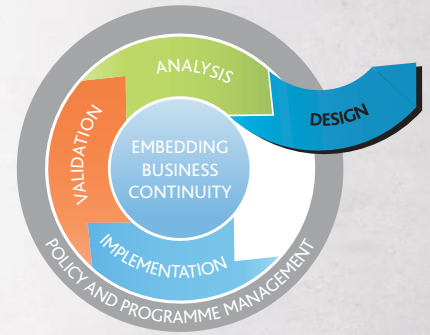 ANALYSIS
DESIGN
VALIDATION
EMBEDDING
BUSINESS
CONTINUITY
IMPLEMENTATION
POLICY AND PROGRAMME MANAGEMENT